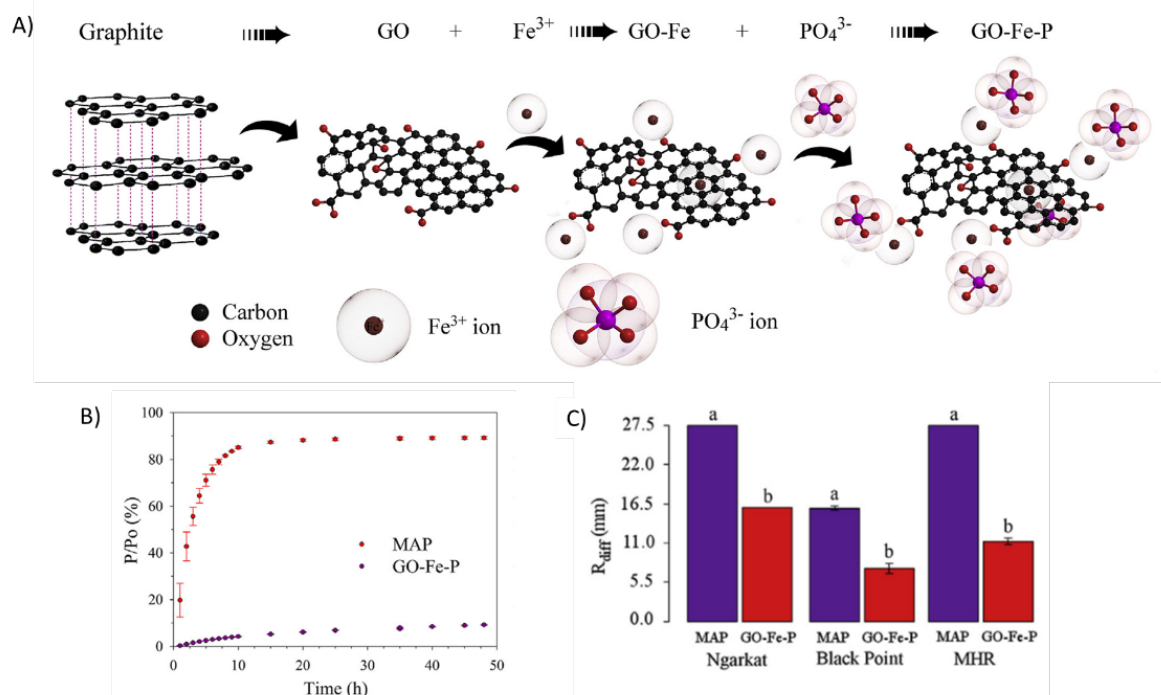 A)
Graphite GO + Fe³⁺ GO-Fe + PO₄³⁻ GO-Fe-P
Carbon
Oxygen
Fe
Fe³⁺ ion
PO₄³⁻ ion
B)
P/Po (%)
100
80
60
40
20
0
MAP
GO-Fe-P
0 10 20 30 40 50
Time (h)
C)
R_diff (mm)
27.5
22.0
16.5
11.0
5.5
0.0
a b a b a b
MAP GO-Fe-P MAP GO-Fe-P MAP GO-Fe-P
Ngarkat Black Point MHR